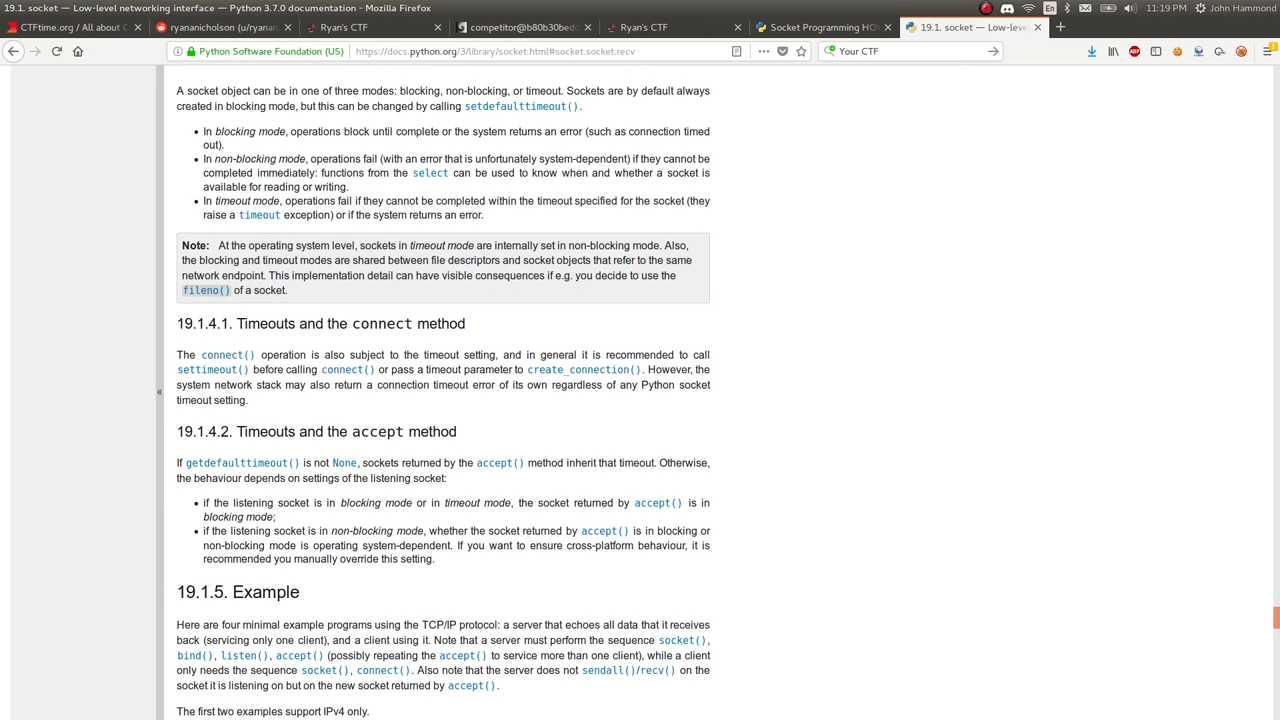 19.1. socket — Low-level networking interface — Python 3.7.0 documentation - Mozilla Firefox
En
11:19 PM
John Hammond
CTFtime.org / All about C
ryananicholson (u/ryana
Ryan CTF
competitor@b80b30bedc
Ryan's CTF
Socket Programming HO
19.1. socket — Low-leve
Python Software Foundation (US)
https://docs.python.org/3/library/socket.html#socket.socket.recv
Your CTF
ABP
A socket object can be in one of three modes: blocking, non-blocking, or timeout. Sockets are by default always
created in blocking mode, but this can be changed by calling setdefaulttimeout().
• In blocking mode, operations block until complete or the system returns an error (such as connection timed
out).
• In non-blocking mode, operations fail (with an error that is unfortunately system-dependent) if they cannot be
completed immediately: functions from the select can be used to know when and whether a socket is
available for reading or writing.
• In timeout mode, operations fail if they cannot be completed within the timeout specified for the socket (they
raise a timeout exception) or if the system returns an error.
Note: At the operating system level, sockets in timeout mode are internally set in non-blocking mode. Also,
the blocking and timeout modes are shared between file descriptors and socket objects that refer to the same
network endpoint. This implementation detail can have visible consequences if e.g. you decide to use the
fileno() of a socket.
19.1.4.1. Timeouts and the connect method
The connect() operation is also subject to the timeout setting, and in general it is recommended to call
settimeout() before calling connect() or pass a timeout parameter to create_connection(). However, the
system network stack may also return a connection timeout error of its own regardless of any Python socket
timeout setting.
«
19.1.4.2. Timeouts and the accept method
If getdefaulttimeout() is not None, sockets returned by the accept() method inherit that timeout. Otherwise,
the behaviour depends on settings of the listening socket:
• if the listening socket is in blocking mode or in timeout mode, the socket returned by accept() is in
blocking mode;
• if the listening socket is in non-blocking mode, whether the socket returned by accept() is in blocking or
non-blocking mode is operating system-dependent. If you want to ensure cross-platform behaviour, it is
recommended you manually override this setting.
19.1.5. Example
Here are four minimal example programs using the TCP/IP protocol: a server that echoes all data that it receives
back (servicing only one client), and a client using it. Note that a server must perform the sequence socket(),
bind(), listen(), accept() (possibly repeating the accept() to service more than one client), while a client
only needs the sequence socket(), connect(). Also note that the server does not sendall()/recv() on the
socket it is listening on but on the new socket returned by accept().
The first two examples support IPv4 only.